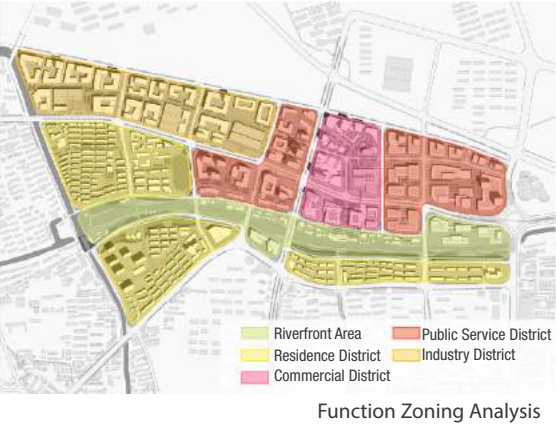 Riverfront Area
Public Service District
Residence District
Industry District
Commercial District
Function Zoning Analysis